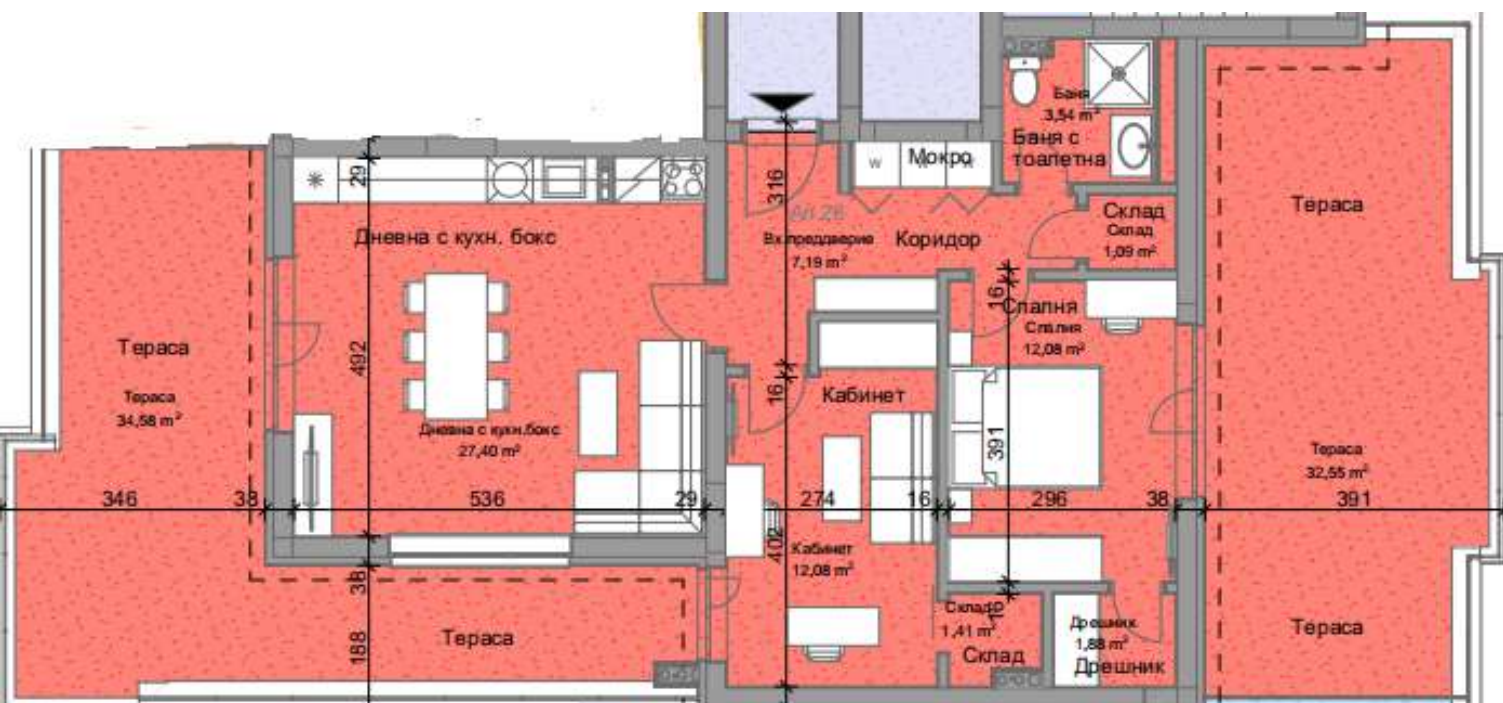 Баня
3,54 m²
Баня с
тоалетна
w
Мокро
w
w
29
316
Ап.26
Дневна с кухн. бокс
Вх.преддверие
7,19 m²
Коридор
Склад
Склад
1,09 m²
Тераса
16
Спалня
Спалня
12,08 m²
Тераса
Тераса
34,58 m²
492
16
Кабинет
Дневна с кухн.бокс
27,40 m²
391
Тераса
32,55 m²
346
38
536
29
274
16
296
38
391
402
Кабинет
12,08 m²
38
188
Тераса
Склад
1,41 m²
Склад
Дрешник
1,88 m²
Дрешник
Тераса